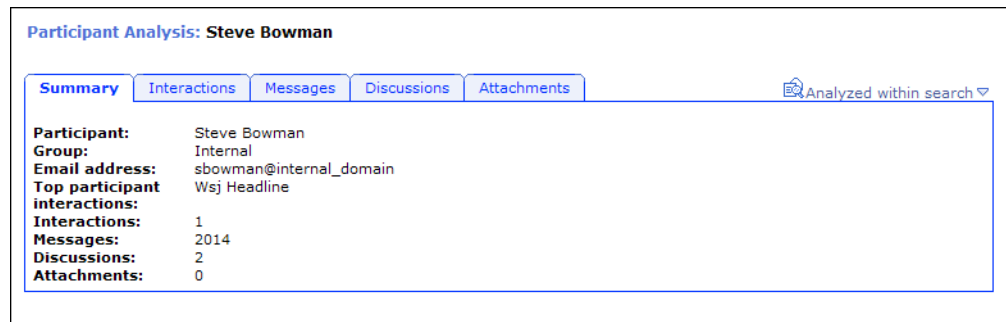 Participant Analysis: Steve Bowman
Summary Interactions Messages Discussions Attachments Analyzed within search
Participant: Steve Bowman
Group: Internal
Email address: sbowman@internal_domain
Top participant Wsj Headline
interactions:
Interactions: 1
Messages: 2014
Discussions: 2
Attachments: 0